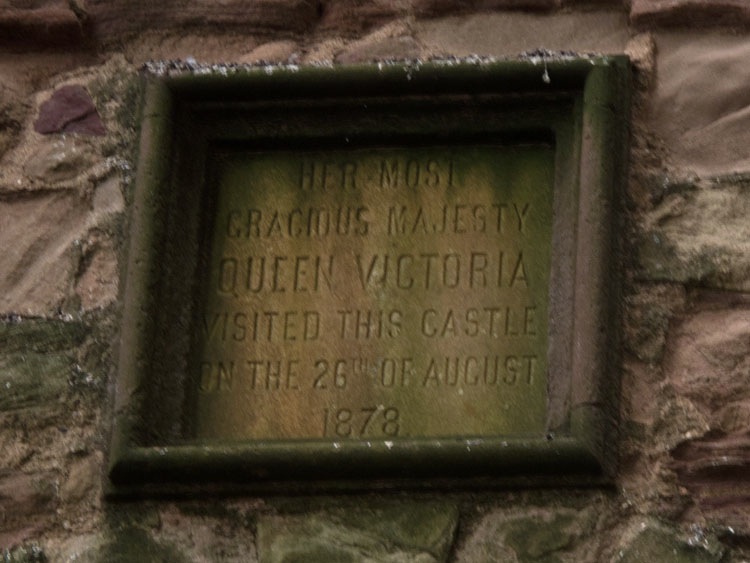 HER MOST
GRACIOUS MAJESTY
QUEEN VICTORIA
VISITED THIS CASTLE
ON THE 26TH OF AUGUST
1878